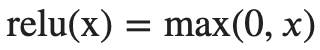 relu(x) = max(0, x)